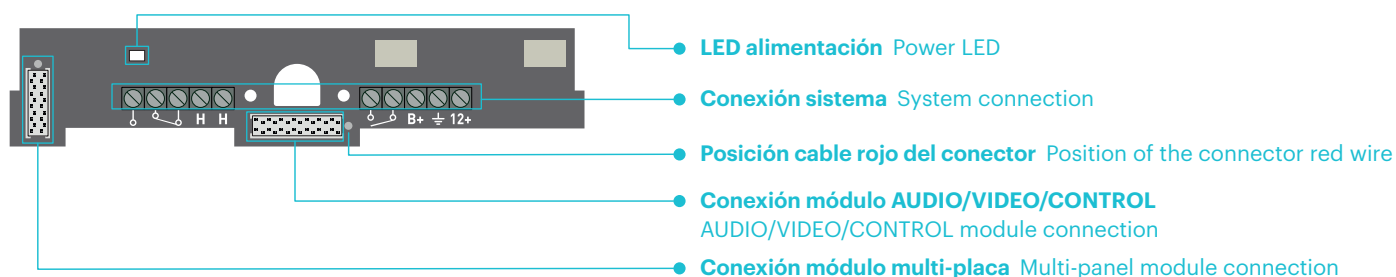 LED alimentación Power LED
Conexión sistema System connection
H H B+ 12+
Posición cable rojo del conector Position of the connector red wire
Conexión módulo AUDIO/VIDEO/CONTROL
AUDIO/VIDEO/CONTROL module connection
Conexión módulo multi-placa Multi-panel module connection